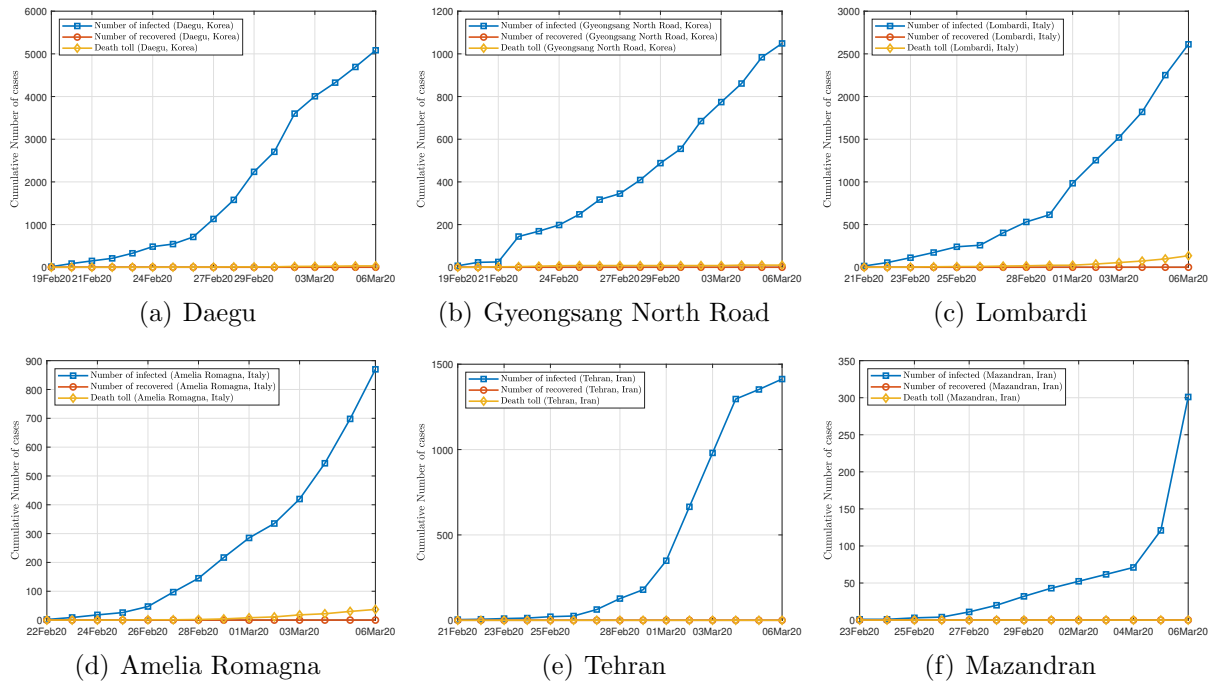 6000
5000
4000
3000
2000
1000
0
Cumulative Number of cases
Number of infected (Daegu, Korea)
Number of recovered (Daegu, Korea)
Death toll (Daegu, Korea)
19Feb20 21Feb20 24Feb20 27Feb20 29Feb20 03Mar20 06Mar20
(a) Daegu
1200
1000
800
600
400
200
0
Cumulative Number of cases
Number of infected (Gyeongsang North Road, Korea)
Number of recovered (Gyeongsang North Road, Korea)
Death toll (Gyeongsang North Road, Korea)
19Feb20 21Feb20 24Feb20 27Feb20 29Feb20 03Mar20 06Mar20
(b) Gyeongsang North Road
3000
2500
2000
1500
1000
500
0
Cumulative Number of cases
Number of infected (Lombardi, Italy)
Number of recovered (Lombardi, Italy)
Death toll (Lombardi, Italy)
21Feb20 23Feb20 25Feb20 28Feb20 01Mar20 03Mar20 06Mar20
(c) Lombardi
900
800
700
600
500
400
300
200
100
0
Cumulative Number of cases
Number of infected (Amelia Romagna, Italy)
Number of recovered (Amelia Romagna, Italy)
Death toll (Amelia Romagna, Italy)
22Feb20 24Feb20 26Feb20 28Feb20 01Mar20 03Mar20 06Mar20
(d) Amelia Romagna
1500
1000
500
0
Cumulative Number of cases
Number of infected (Tehran, Iran)
Number of recovered (Tehran, Iran)
Death toll (Tehran, Iran)
21Feb20 23Feb20 25Feb20 28Feb20 01Mar20 03Mar20 06Mar20
(e) Tehran
350
300
250
200
150
100
50
0
Cumulative Number of cases
Number of infected (Mazandran, Iran)
Number of recovered (Mazandran, Iran)
Death toll (Mazandran, Iran)
23Feb20 25Feb20 27Feb20 29Feb20 02Mar20 04Mar20 06Mar20
(f) Mazandran